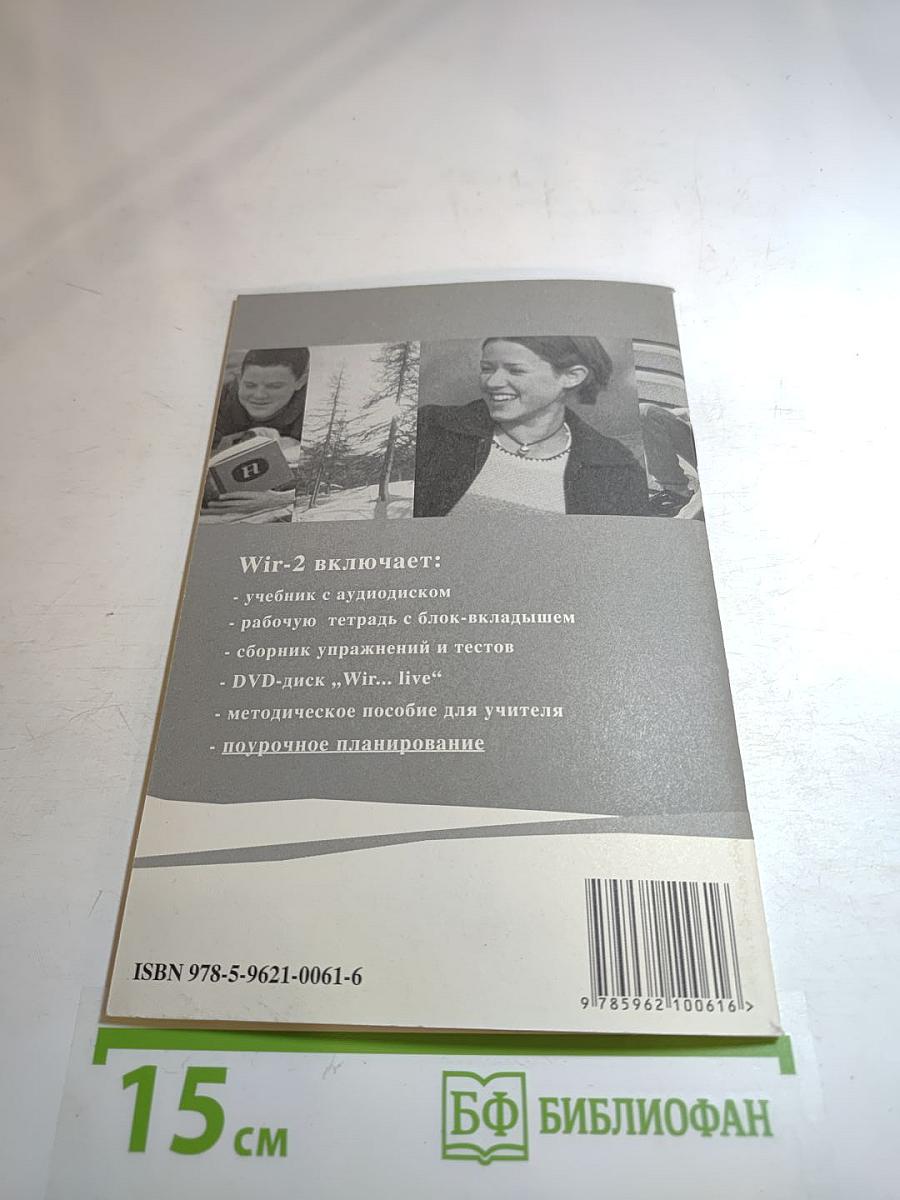 H
Wir-2 включает:
- учебник с аудиодиском
- рабочую тетрадь с блок-вкладышем
- сборник упражнений и тестов
- DVD-диск „Wir... live“
- методическое пособие для учителя
- поурочное планирование
ISBN 978-5-9621-0061-6
9 785962 100616 >
15 см
БФ БИБЛИОФАН